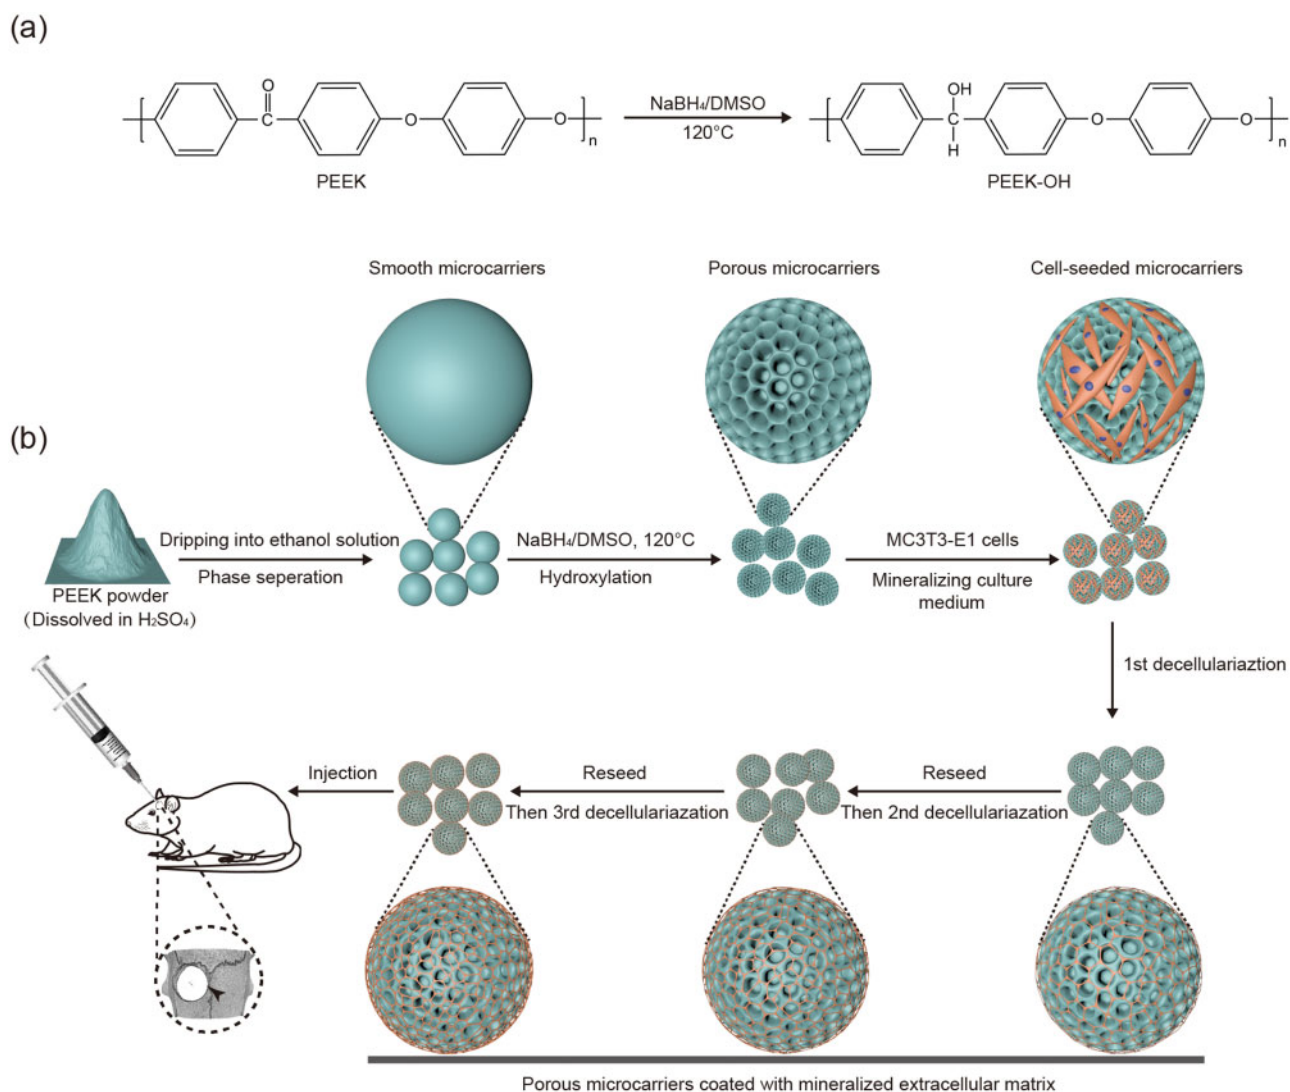 (a)
O
C
O
O
n
PEEK
NaBH₄/DMSO
120°C
OH
C
H
O
O
n
PEEK-OH
Smooth microcarriers
Porous microcarriers
Cell-seeded microcarriers
(b)
PEEK powder
(Dissolved in H₂SO₄)
Dripping into ethanol solution
Phase seperation
NaBH₄/DMSO, 120°C
Hydroxylation
MC3T3-E1 cells
Mineralizing culture
medium
1st decellulariaztion
Reseed
Then 2nd decellulariazation
Reseed
Then 3rd decellulariazation
Injection
Porous microcarriers coated with mineralized extracellular matrix